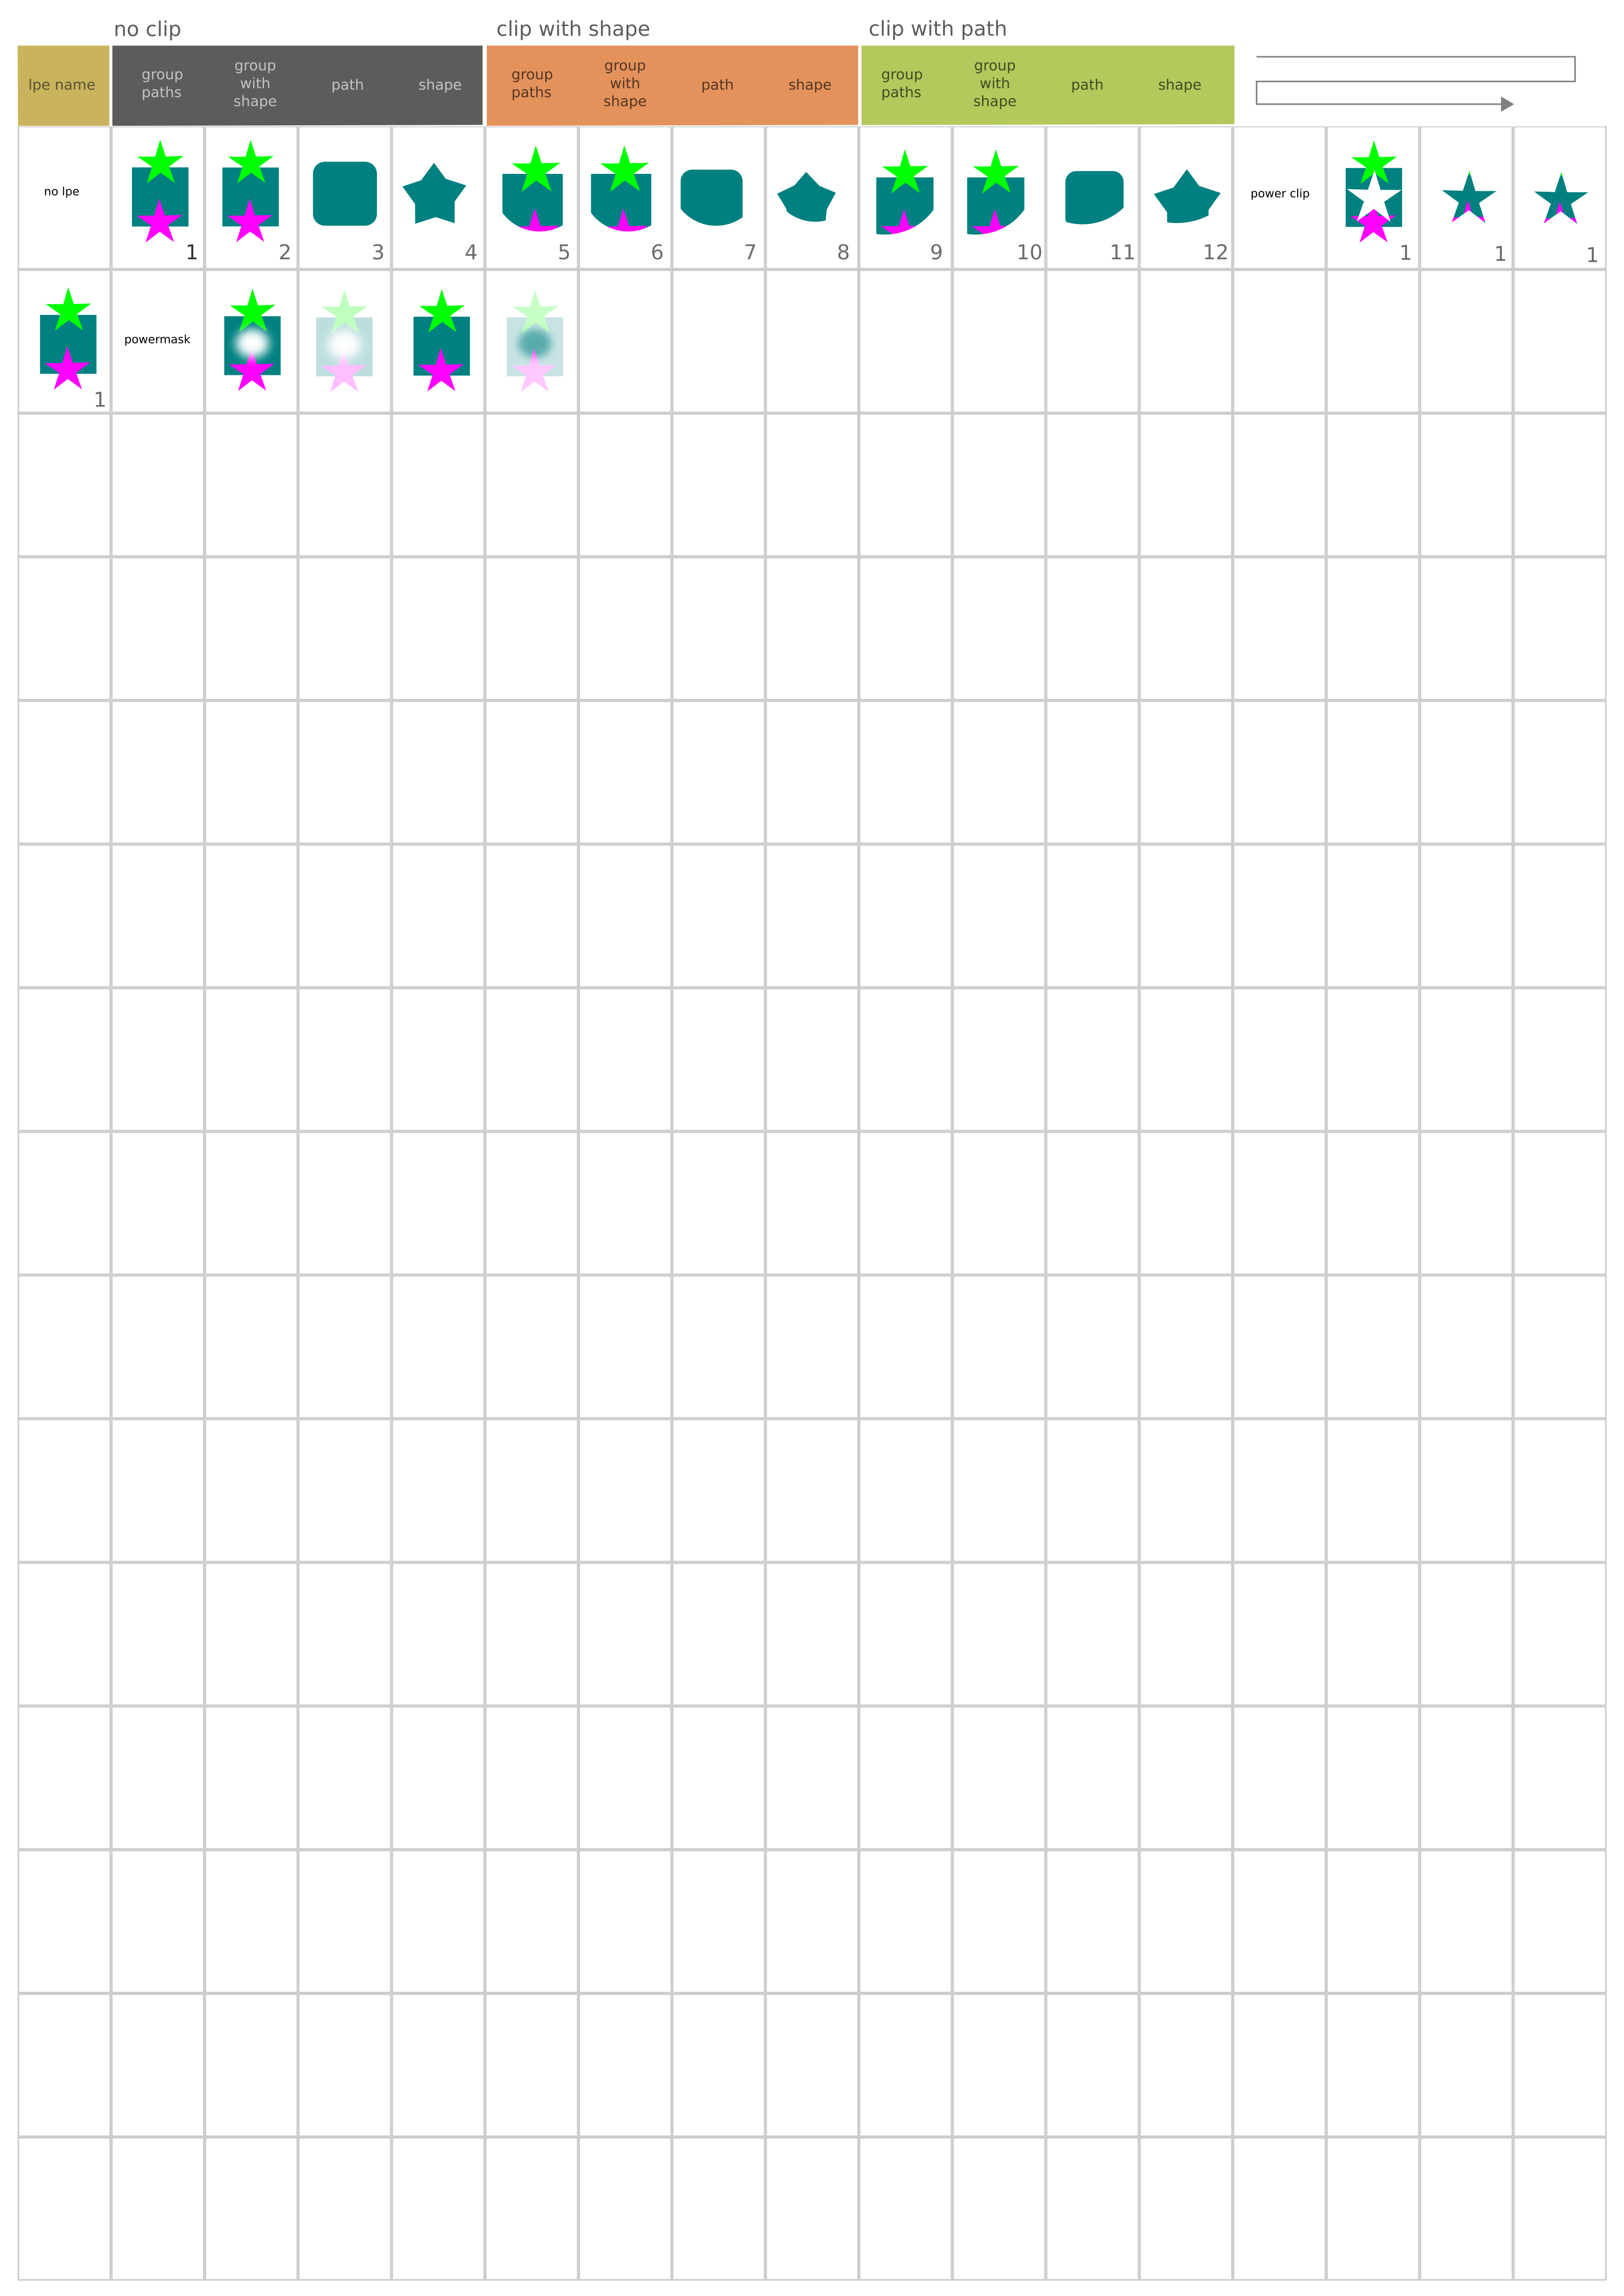 no clip
clip with shape
clip with path
lpe name
group
paths
group
with
shape
path
shape
group
paths
group
with
shape
path
shape
group
paths
group
with
shape
path
shape
no lpe
1
2
3
4
5
6
7
8
9
10
11
12
power clip
1
1
1
1
powermask